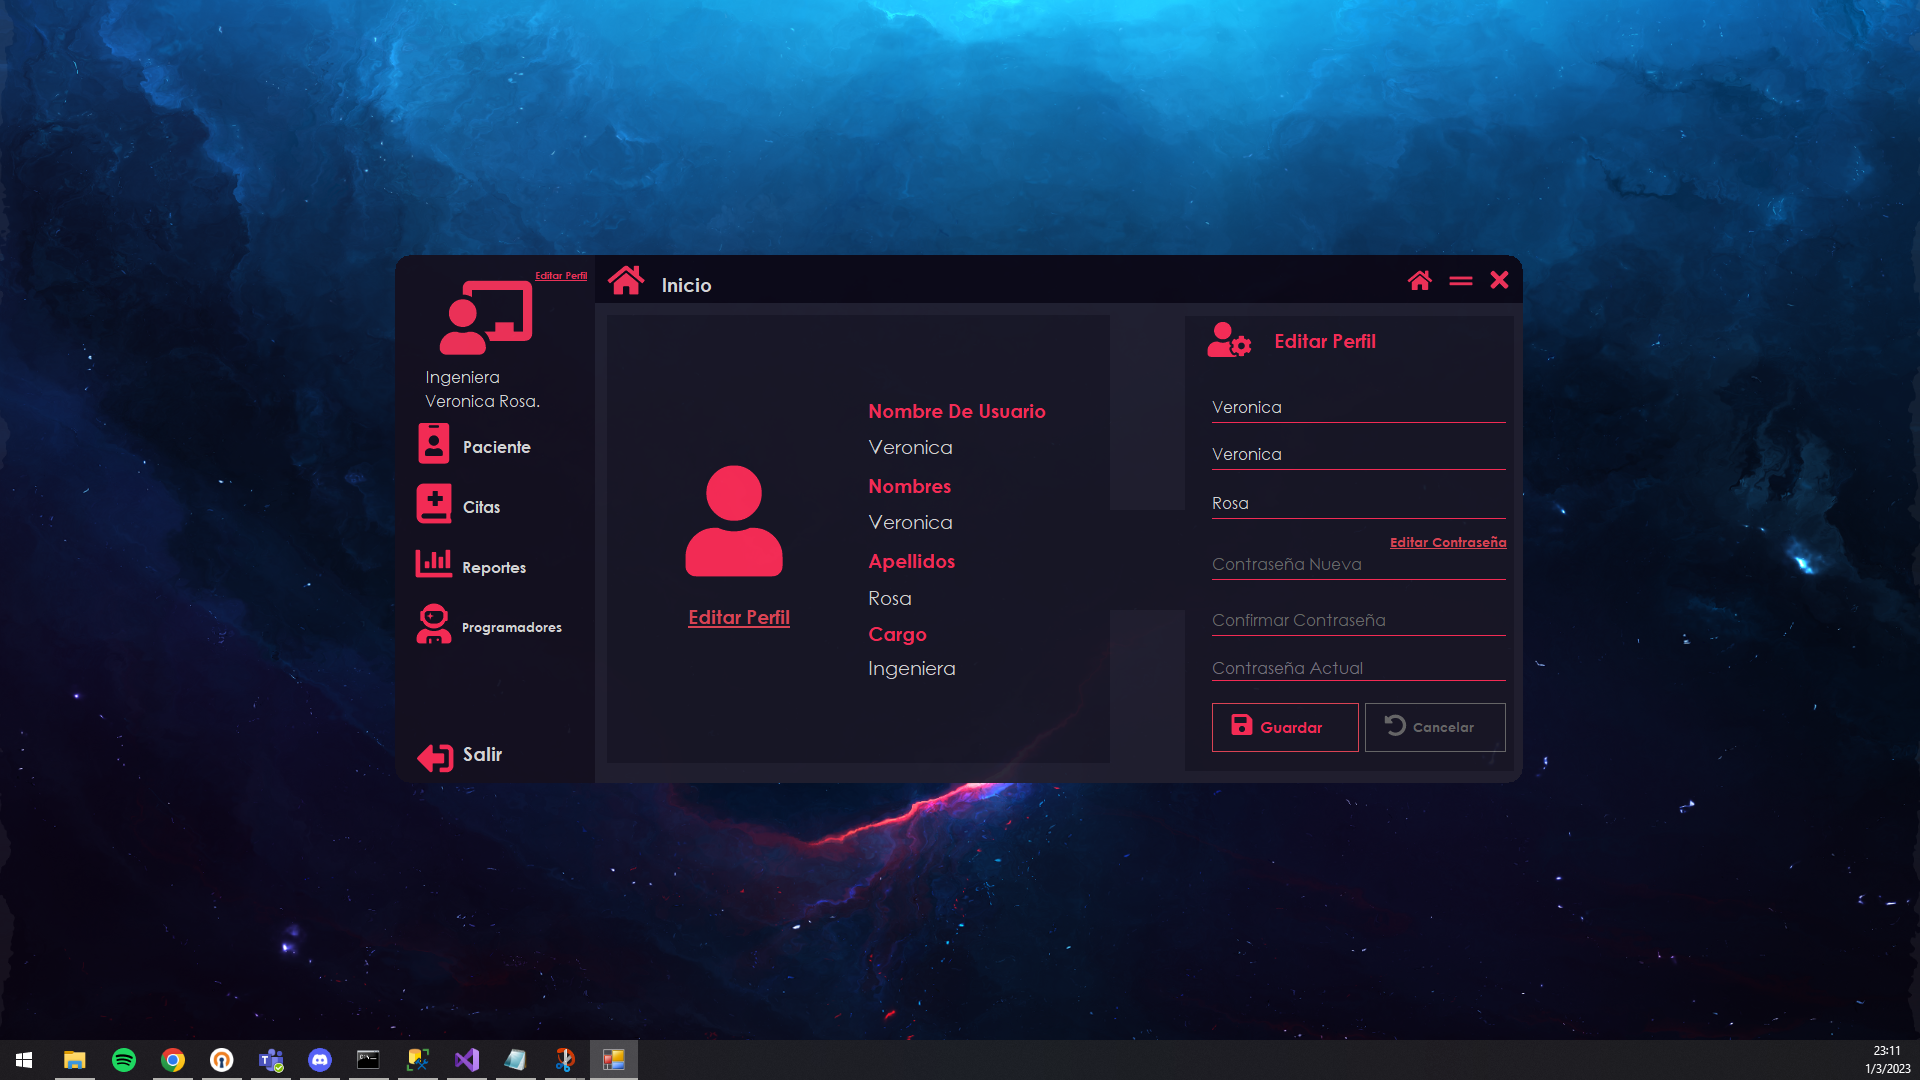 Editar Perfil
Ingeniera
Veronica Rosa.
Paciente
Citas
Reportes
Programadores
Salir
Inicio
Editar Perfil
Nombre De Usuario
Veronica
Nombres
Veronica
Apellidos
Rosa
Cargo
Ingeniera
Editar Perfil
Veronica
Veronica
Rosa
Editar Contraseña
Contraseña Nueva
Confirmar Contraseña
Contraseña Actual
Guardar
Cancelar
23:11
1/3/2023